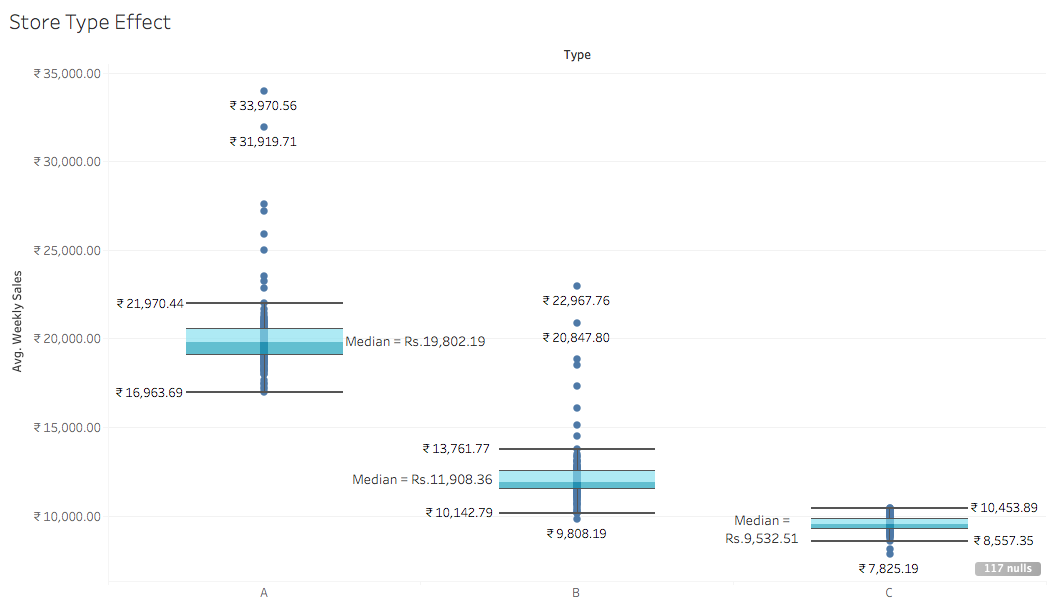 Store Type Effect
Type
₹ 35,000.00
₹ 33,970.56
₹ 31,919.71
₹ 30,000.00
₹ 25,000.00
₹ 22,967.76
₹ 21,970.44
₹ 20,847.80
₹ 20,000.00
Median = Rs.19,802.19
₹ 16,963.69
₹ 15,000.00
₹ 13,761.77
Median = Rs.11,908.36
₹ 10,142.79
₹ 9,808.19
₹ 10,453.89
₹ 10,000.00
Median =
Rs.9,532.51
₹ 8,557.35
₹ 7,825.19
117 nulls
Avg. Weekly Sales
A
B
C